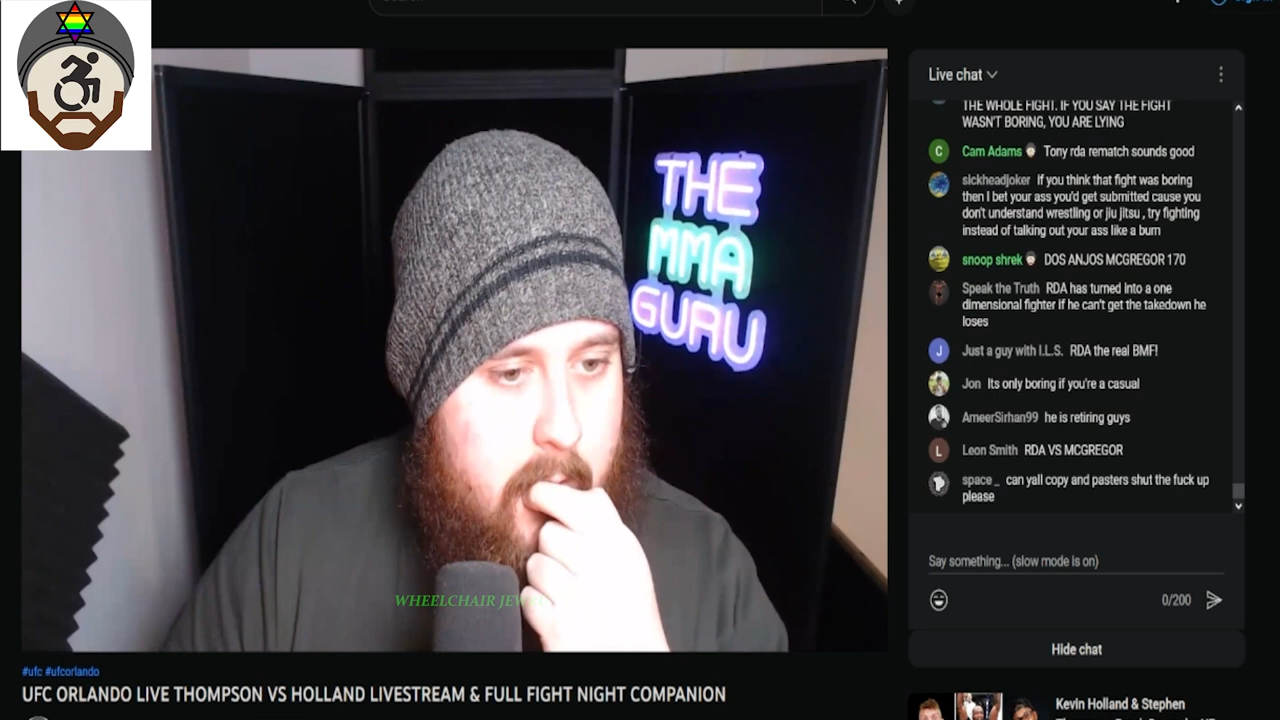 Live chat
THE WHOLE FIGHT. IF YOU SAY THE FIGHT
WASN'T BORING, YOU ARE LYING
C
Cam Adams Tony rda rematch sounds good
sickheadjoker If you think that fight was boring
then I bet your ass you'd get submitted cause you
don't understand wrestling or jiu jitsu , try fighting
instead of talking out your ass like a bum
snoop shrek DOS ANJOS MCGREGOR 170
Speak the Truth RDA has turned into a one
dimensional fighter if he can't get the takedown he
loses
J
Just a guy with I.L.S. RDA the real BMF!
Jon Its only boring if you're a casual
AmeerSirhan99 he is retiring guys
L
Leon Smith RDA VS MCGREGOR
space _ can yall copy and pasters shut the fuck up
please
Say something... (slow mode is on)
0/200
Hide chat
THE
MMA
GURU
WHEELCHAIR
#ufc #ufcorlando
UFC ORLANDO LIVE THOMPSON VS HOLLAND LIVESTREAM & FULL FIGHT NIGHT COMPANION
Kevin Holland & Stephen